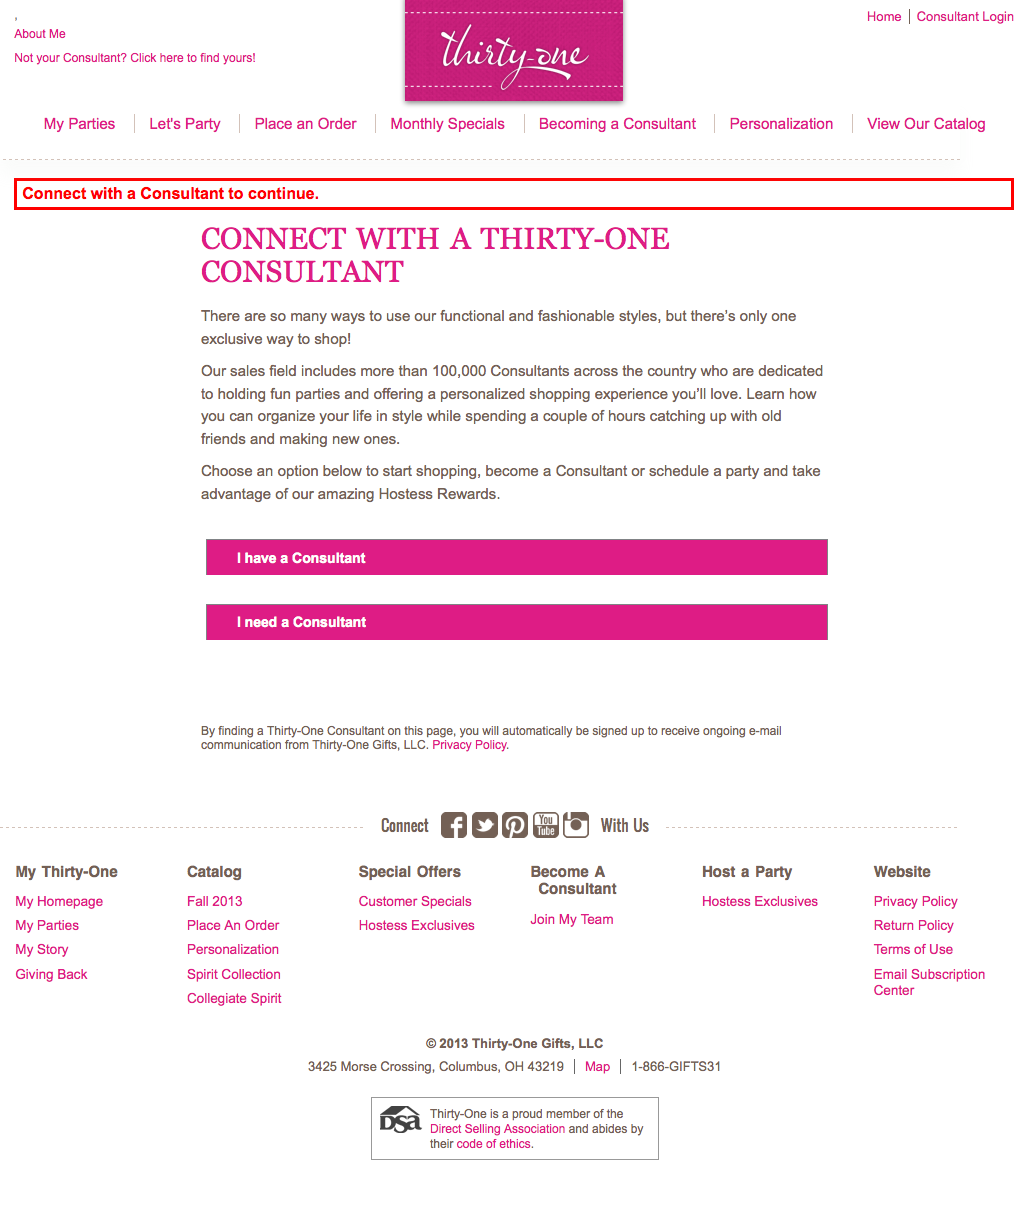 ,
About Me
Not your Consultant? Click here to find yours!
thirty-one
Home | Consultant Login
My Parties
Let's Party
Place an Order
Monthly Specials
Becoming a Consultant
Personalization
View Our Catalog
Connect with a Consultant to continue.
CONNECT WITH A THIRTY-ONE
CONSULTANT
There are so many ways to use our functional and fashionable styles, but there's only one
exclusive way to shop!
Our sales field includes more than 100,000 Consultants across the country who are dedicated
to holding fun parties and offering a personalized shopping experience you'll love. Learn how
you can organize your life in style while spending a couple of hours catching up with old
friends and making new ones.
Choose an option below to start shopping, become a Consultant or schedule a party and take
advantage of our amazing Hostess Rewards.
I have a Consultant
I need a Consultant
By finding a Thirty-One Consultant on this page, you will automatically be signed up to receive ongoing e-mail
communication from Thirty-One Gifts, LLC. Privacy Policy.
Connect You Tube With Us
My Thirty-One
My Homepage
My Parties
My Story
Giving Back
Catalog
Fall 2013
Place An Order
Personalization
Spirit Collection
Collegiate Spirit
Special Offers
Customer Specials
Hostess Exclusives
Become A
Consultant
Join My Team
Host a Party
Hostess Exclusives
Website
Privacy Policy
Return Policy
Terms of Use
Email Subscription
Center
© 2013 Thirty-One Gifts, LLC
3425 Morse Crossing, Columbus, OH 43219 | Map | 1-866-GIFTS31
DSA
Thirty-One is a proud member of the
Direct Selling Association and abides by
their code of ethics.